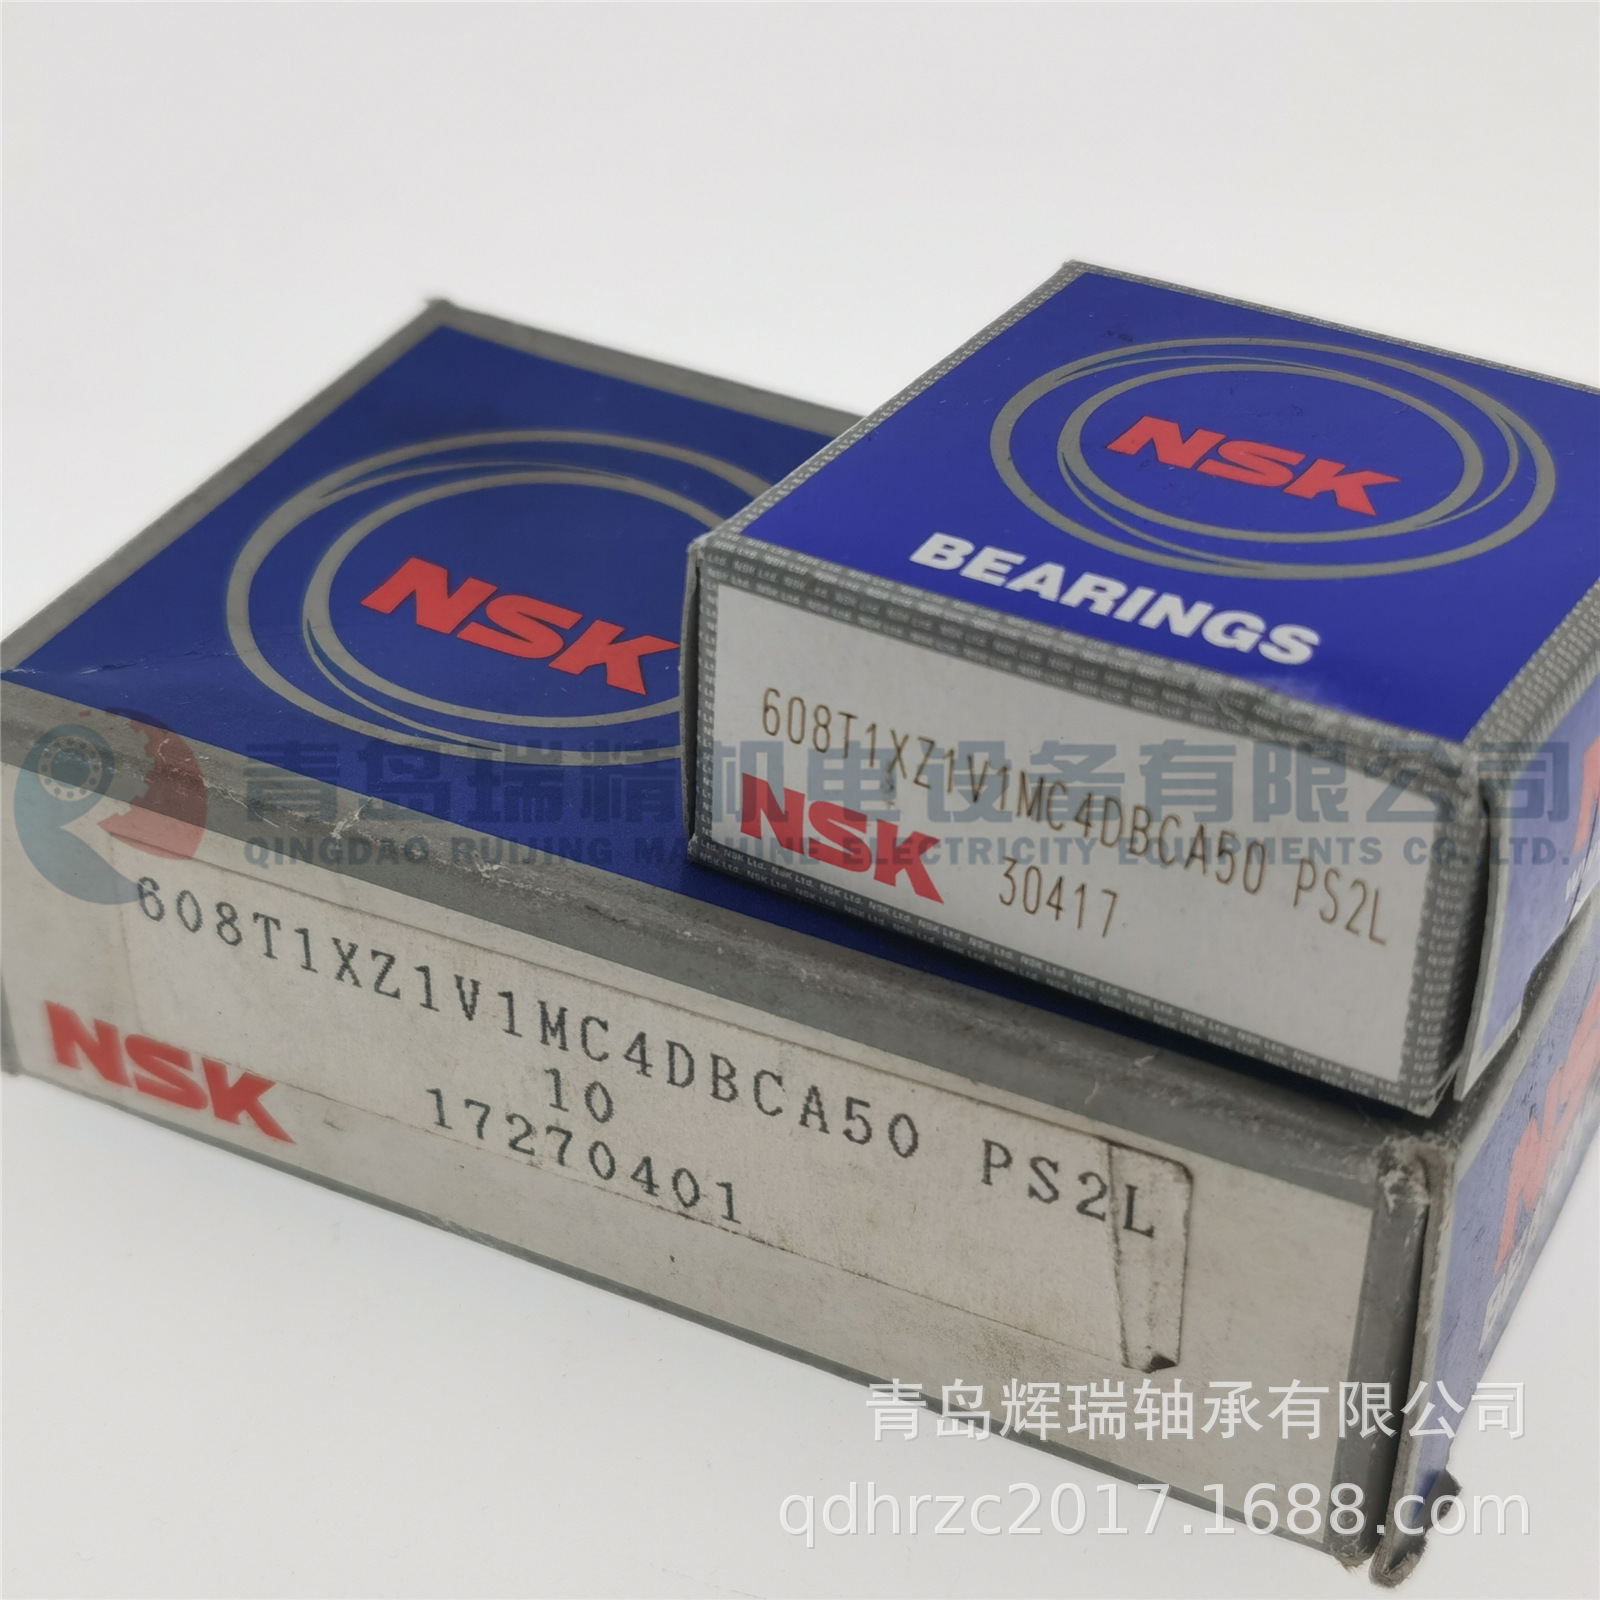 NSK
BEARINGS
608T1XZ1V1MC4DBCA50 PS2L
NSK
30417
NSK
青岛瑞精机电设备有限公司
QINGDAO RUIJING MACHINE ELECTRICITY EQUIPMENTS CO.LTD.
608T1XZ1V1MC4DBCA50 PS2L
10
NSK
17270401
青岛辉瑞轴承有限公司
qdhrzc2017.1688.com